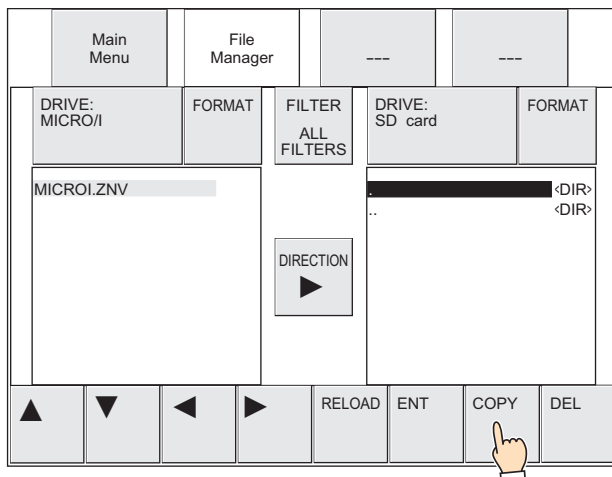 Main
Menu
File
Manager
---
---
DRIVE:
MICRO/I
FORMAT
FILTER
ALL
FILTERS
DRIVE:
SD card
FORMAT
MICROI.ZNV
. <DIR>
.. <DIR>
DIRECTION
▶
▲ ▼ ◀ ▶ RELOAD ENT COPY DEL